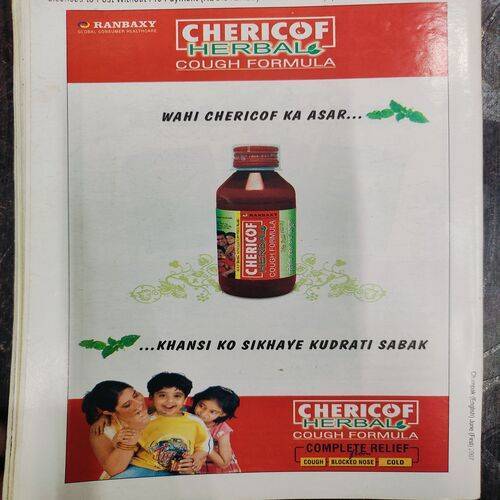 RANBAXY
GLOBAL CONSUMER HEALTHCARE
CHERICOF
HERBAL
COUGH FORMULA
WAHI CHERICOF KA ASAR...
RANBAXY
CHERICOF
HERBAL
COUGH FORMULA
...KHANSI KO SIKHAYE KUDRATI SABAK
CHERICOF
HERBAL
COUGH FORMULA
COMPLETE RELIEF
COUGH BLOCKED NOSE COLD